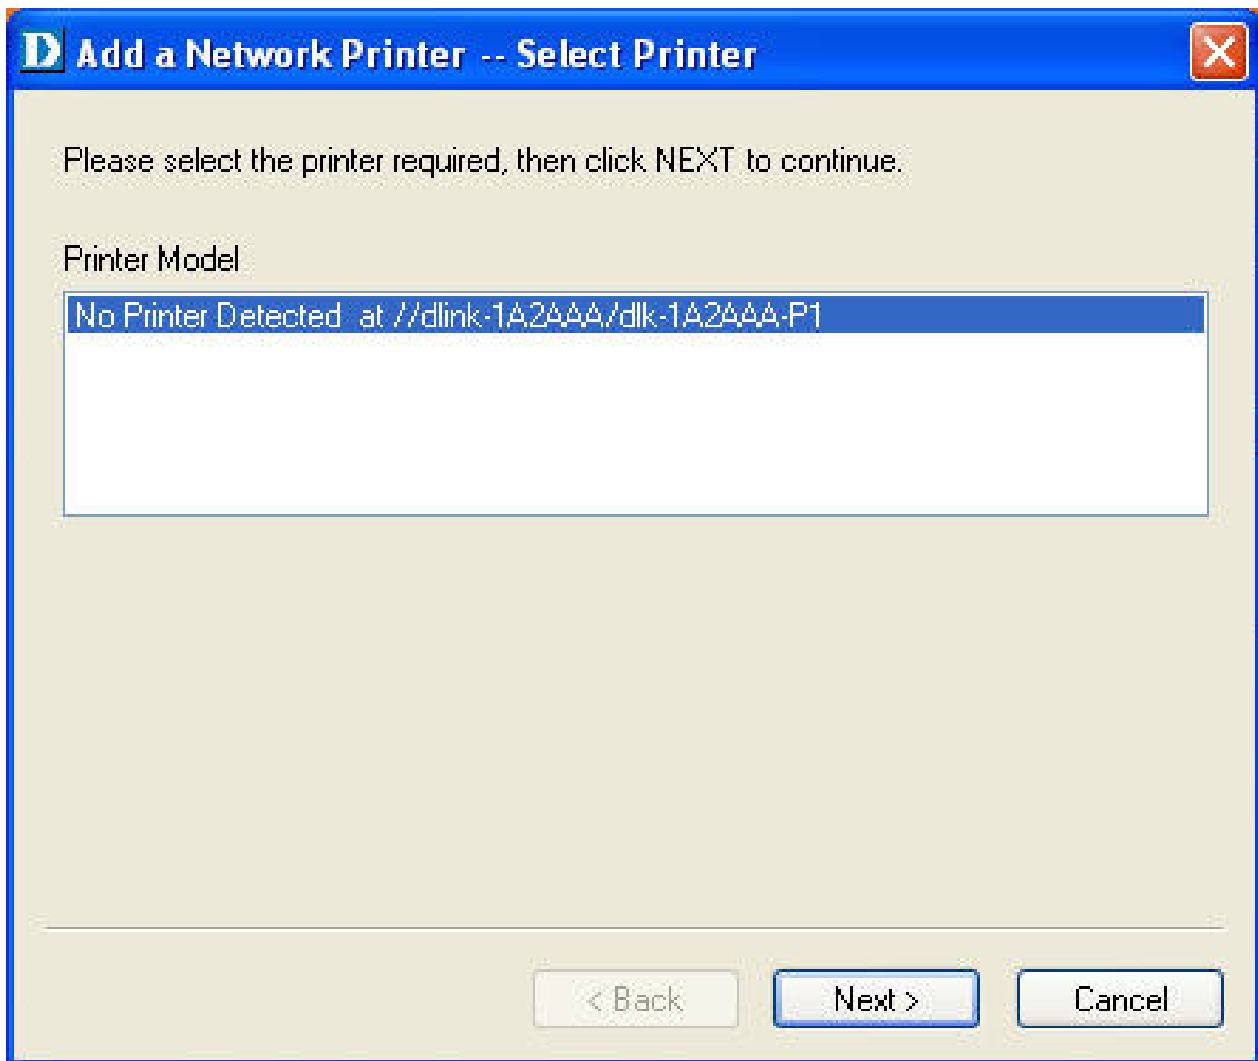 D Add a Network Printer -- Select Printer
Please select the printer required, then click NEXT to continue.
Printer Model
No Printer Detected at //dlink-1A2AAA/dlk-1A2AAA-P1
< Back Next > Cancel